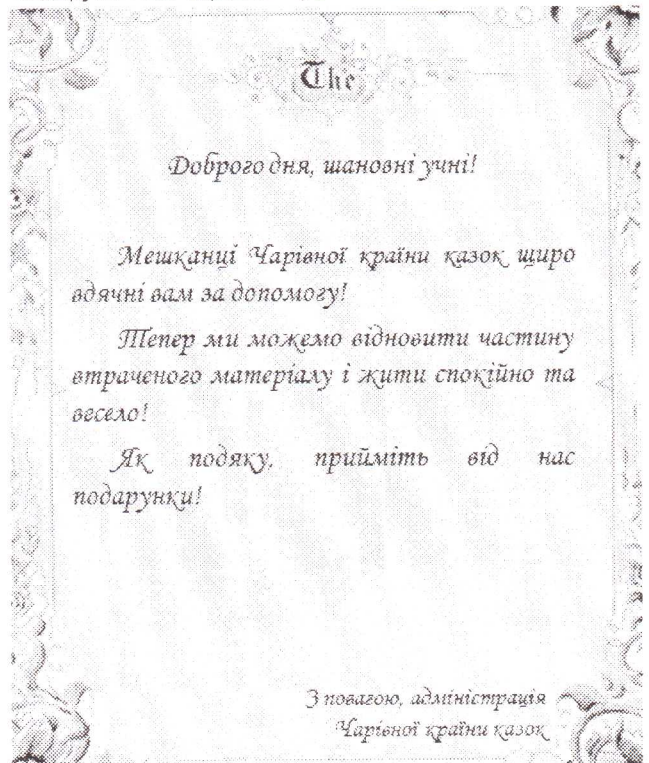 The
Доброго дня, шановні учні!
Мешканці Чарівної країни казок щиро
вдячні вам за допомогу!
Тепер ми можемо відновити частину
втраченого матеріалу і жити спокійно та
весело!
Як подяку, прийміть від нас
подарунки!
З повагою, адміністрація
Чарівної країни казок